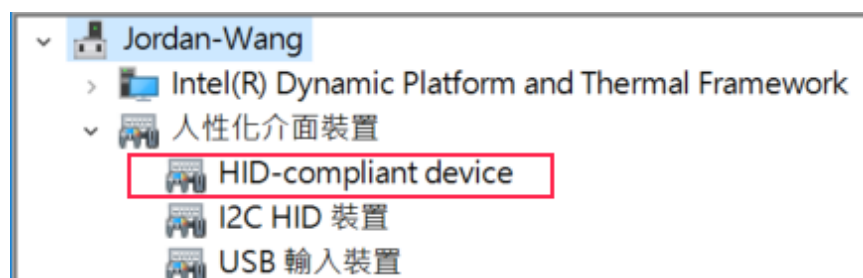 Jordan-Wang
Intel(R) Dynamic Platform and Thermal Framework
人性化介面裝置
HID-compliant device
I2C HID 裝置
USB 輸入裝置